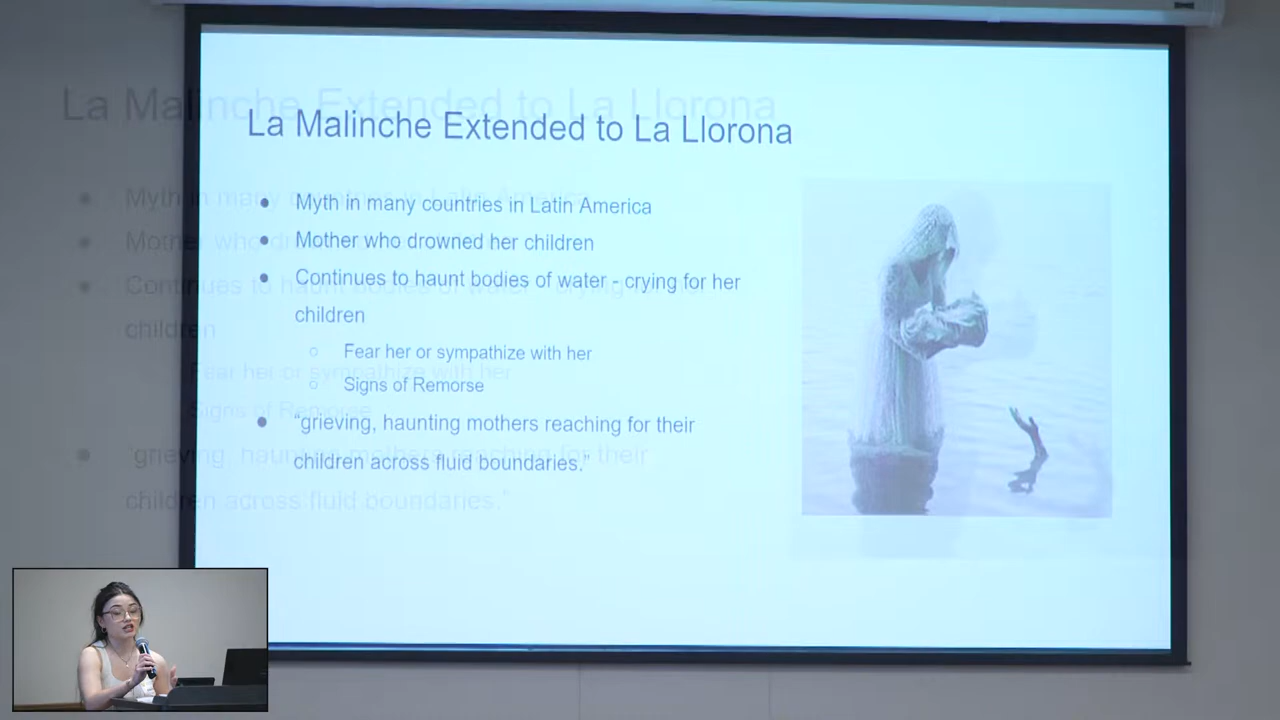 La Malinche Extended to La Llorona
● Myth in many countries in Latin America
● Mother who drowned her children
● Continues to haunt bodies of water - crying for her
children
○ Fear her or sympathize with her
○ Signs of Remorse
● “grieving, haunting mothers reaching for their
children across fluid boundaries.”